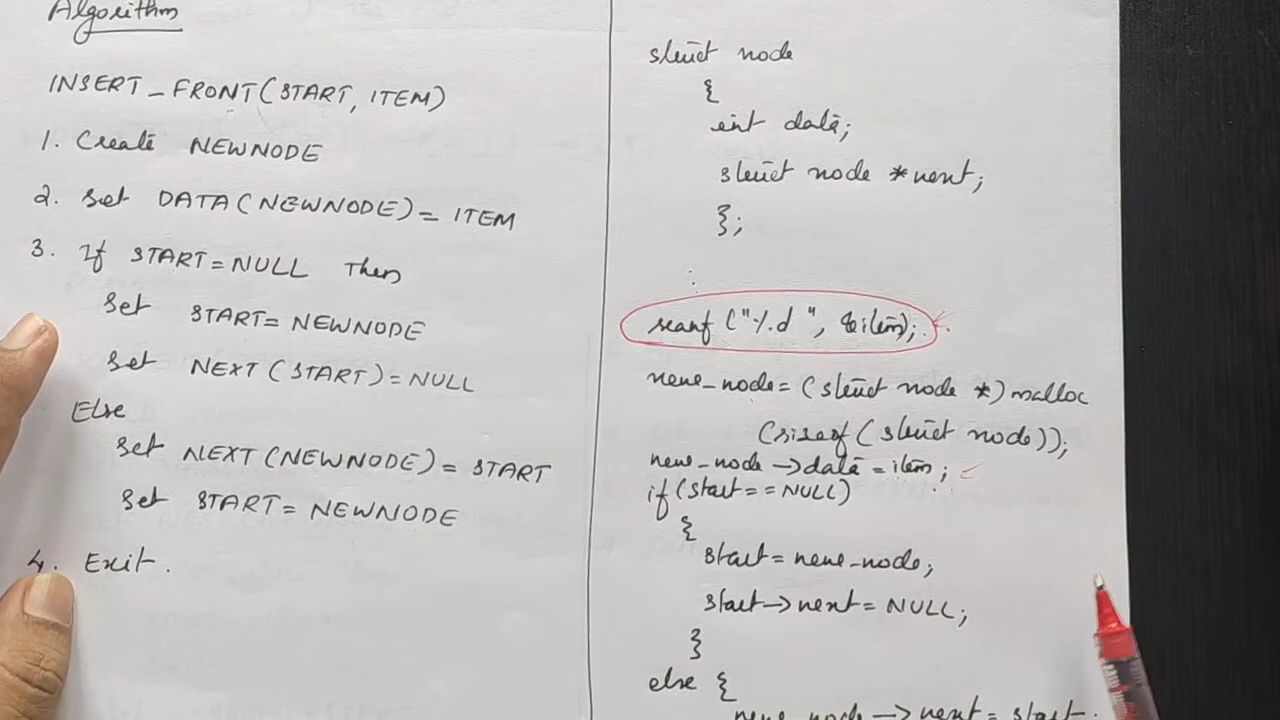 Algorithm
INSERT_FRONT(START, ITEM)
1. Create NEWNODE
2. Set DATA(NEWNODE) = ITEM
3. If START=NULL Then
Set START=NEWNODE
Set NEXT(START)=NULL
Else
Set NEXT(NEWNODE) = START
Set START=NEWNODE
4. Exit.
struct node
{
int data;
struct node *next;
};
:
scanf ("%d", &item);
new_node=(struct node *)malloc
(sizeof(struct node));
new_node->data=item;
if(start==NULL)
{
start=new_node;
start->next=NULL;
}
else {
new_node->next=start;